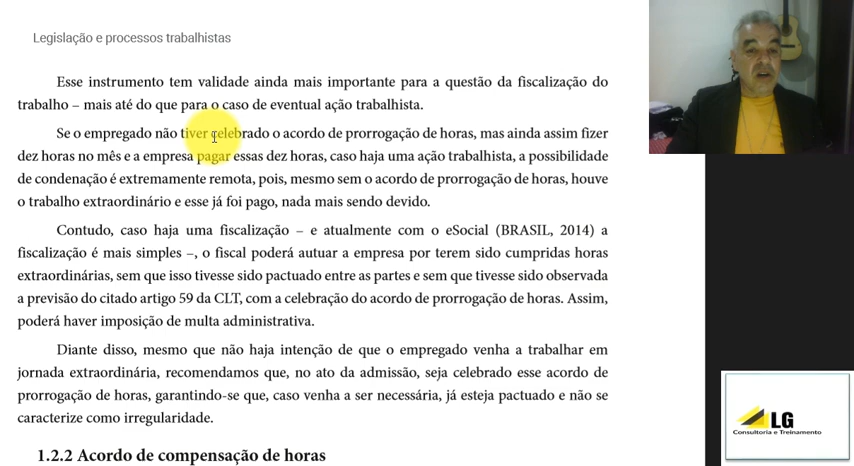 Legislação e processos trabalhistas
Esse instrumento tem validade ainda mais importante para a questão da fiscalização do
trabalho – mais até do que para o caso de eventual ação trabalhista.
Se o empregado não tiver celebrado o acordo de prorrogação de horas, mas ainda assim fizer
dez horas no mês e a empresa pagar essas dez horas, caso haja uma ação trabalhista, a possibilidade
de condenação é extremamente remota, pois, mesmo sem o acordo de prorrogação de horas, houve
o trabalho extraordinário e esse já foi pago, nada mais sendo devido.
Contudo, caso haja uma fiscalização – e atualmente com o eSocial (BRASIL, 2014) a
fiscalização é mais simples –, o fiscal poderá autuar a empresa por terem sido cumpridas horas
extraordinárias, sem que isso tivesse sido pactuado entre as partes e sem que tivesse sido observada
a previsão do citado artigo 59 da CLT, com a celebração do acordo de prorrogação de horas. Assim,
poderá haver imposição de multa administrativa.
Diante disso, mesmo que não haja intenção de que o empregado venha a trabalhar em
jornada extraordinária, recomendamos que, no ato da admissão, seja celebrado esse acordo de
prorrogação de horas, garantindo-se que, caso venha a ser necessária, já esteja pactuado e não se
caracterize como irregularidade.
1.2.2 Acordo de compensação de horas
LG
Consultoria e Treinamento